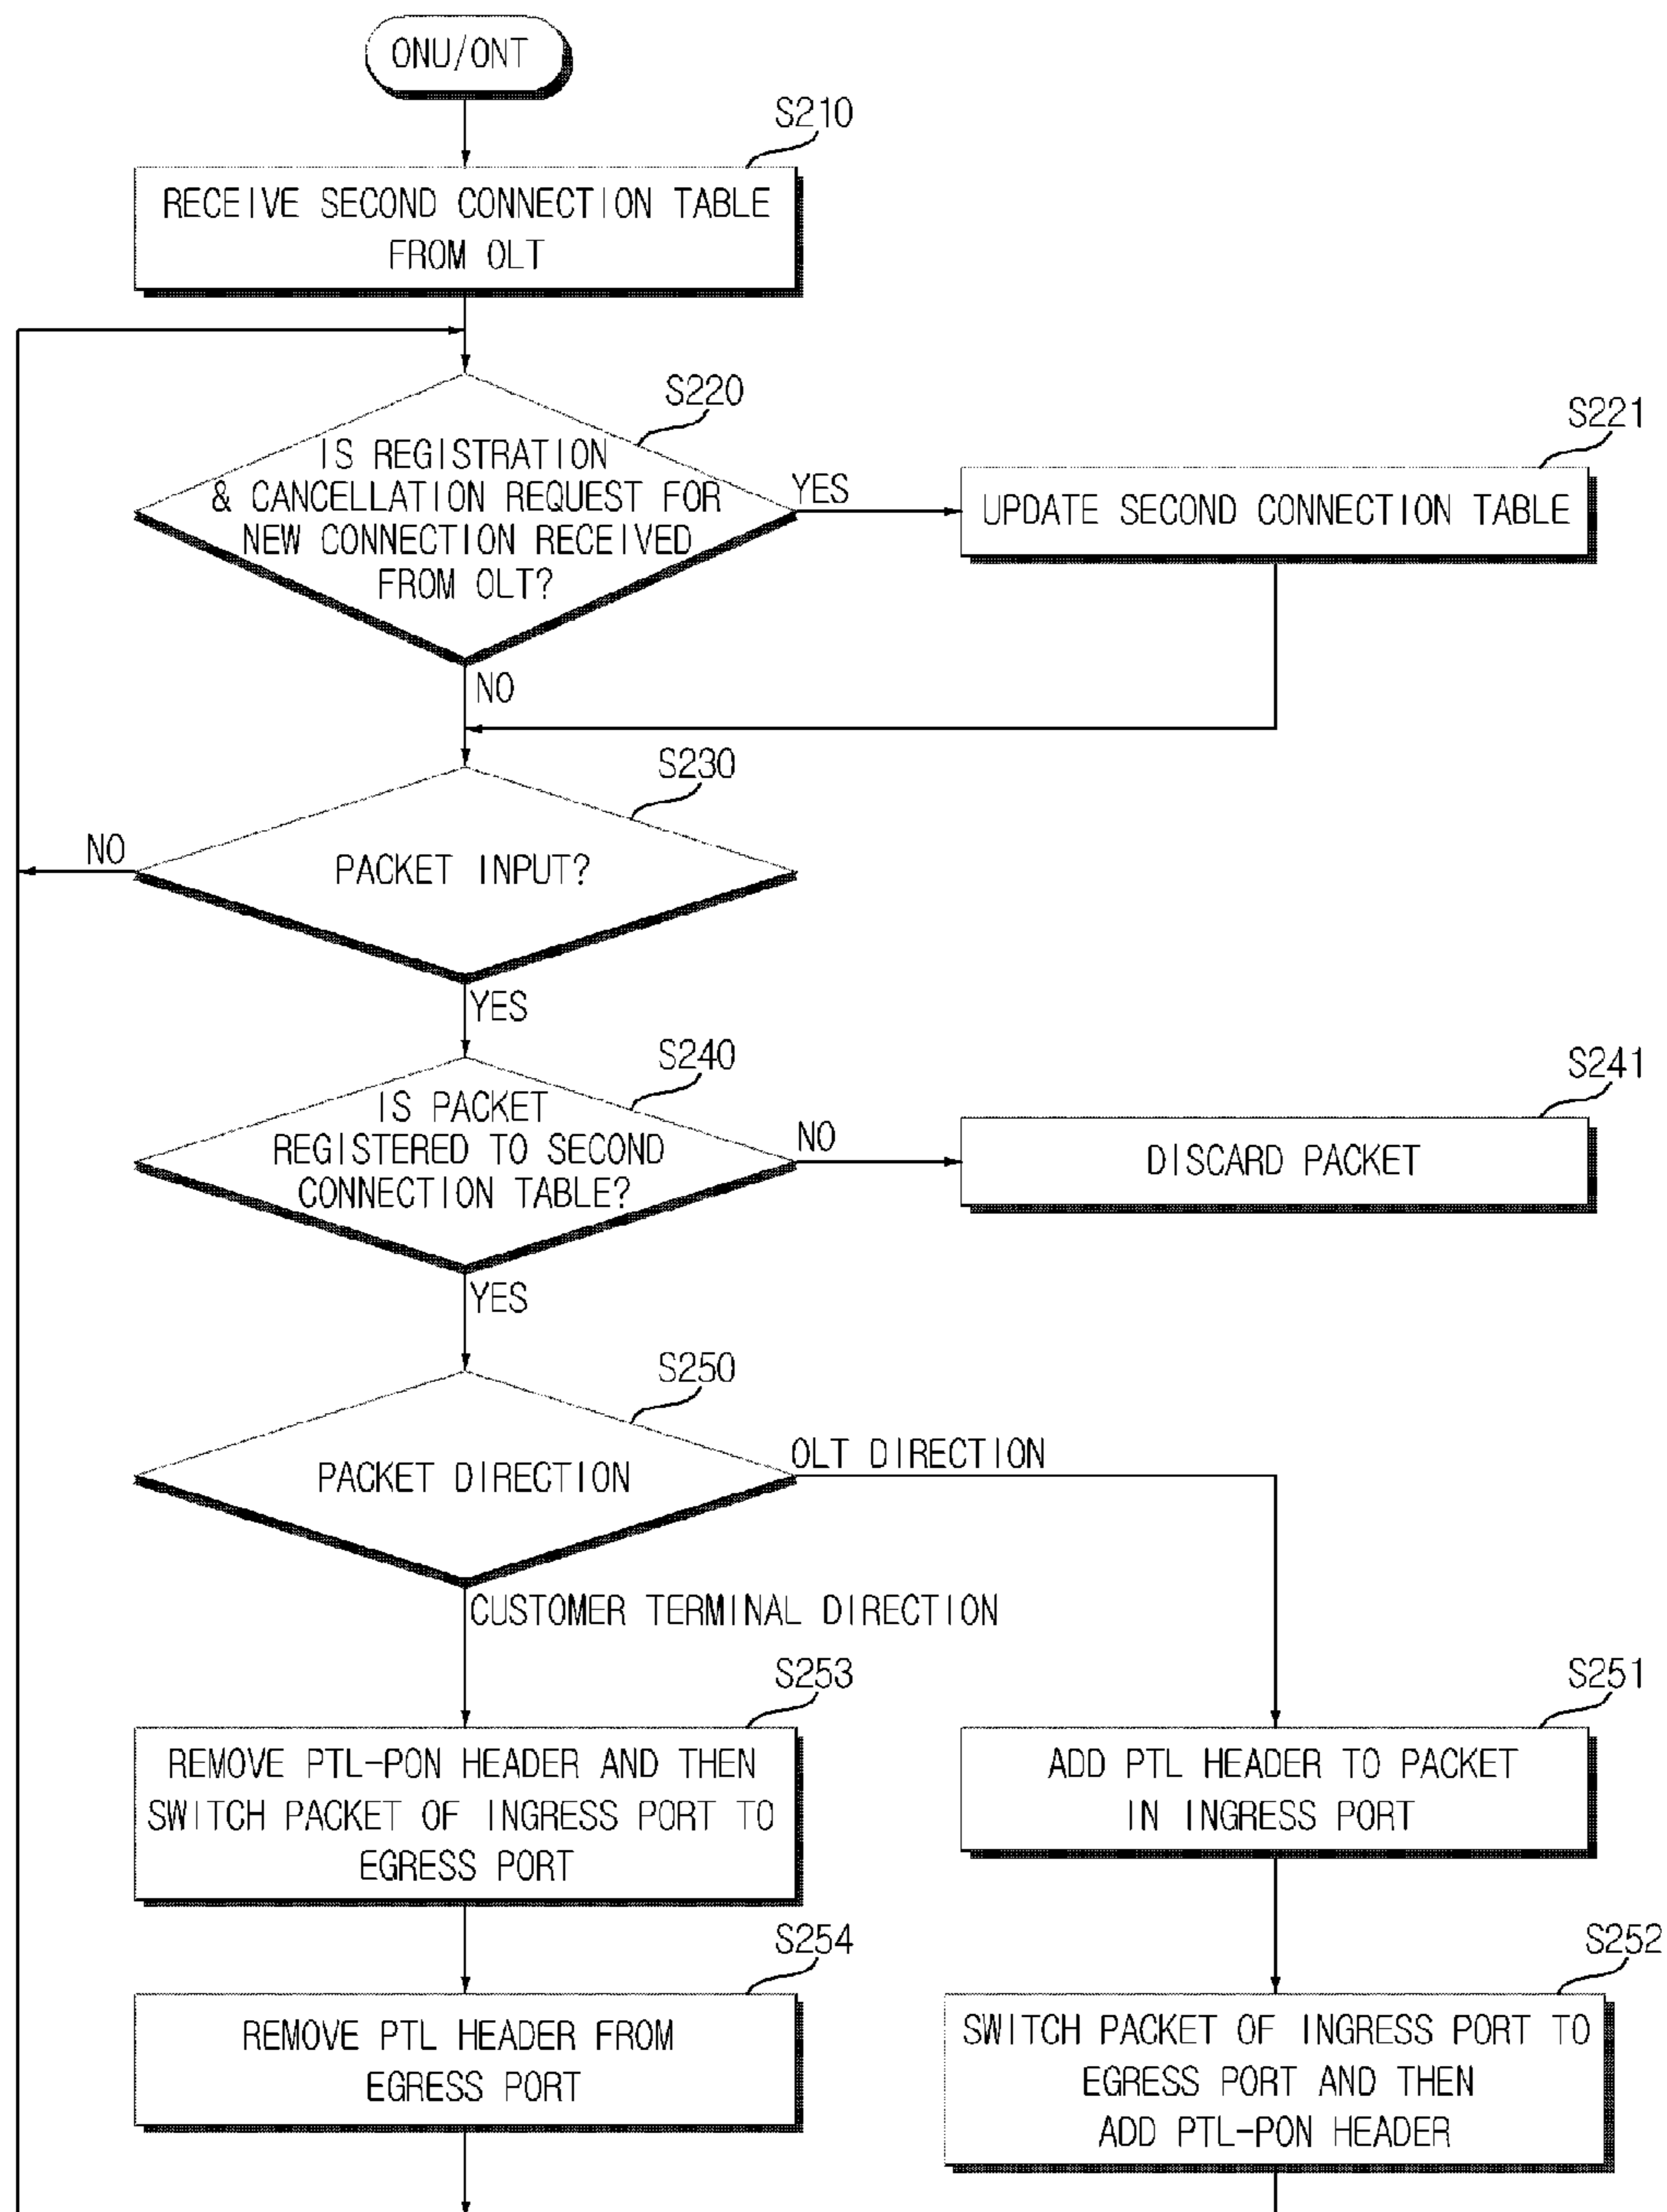 ONU/ONT
S210
RECEIVE SECOND CONNECTION TABLE
FROM OLT
S220
IS REGISTRATION
& CANCELLATION REQUEST FOR
NEW CONNECTION RECEIVED
FROM OLT?
YES
S221
UPDATE SECOND CONNECTION TABLE
NO
S230
PACKET INPUT?
NO
YES
S240
IS PACKET
REGISTERED TO SECOND
CONNECTION TABLE?
NO
S241
DISCARD PACKET
YES
S250
PACKET DIRECTION
OLT DIRECTION
CUSTOMER TERMINAL DIRECTION
S253
REMOVE PTL-PON HEADER AND THEN
SWITCH PACKET OF INGRESS PORT TO
EGRESS PORT
S251
ADD PTL HEADER TO PACKET
IN INGRESS PORT
S254
REMOVE PTL HEADER FROM
EGRESS PORT
S252
SWITCH PACKET OF INGRESS PORT TO
EGRESS PORT AND THEN
ADD PTL-PON HEADER